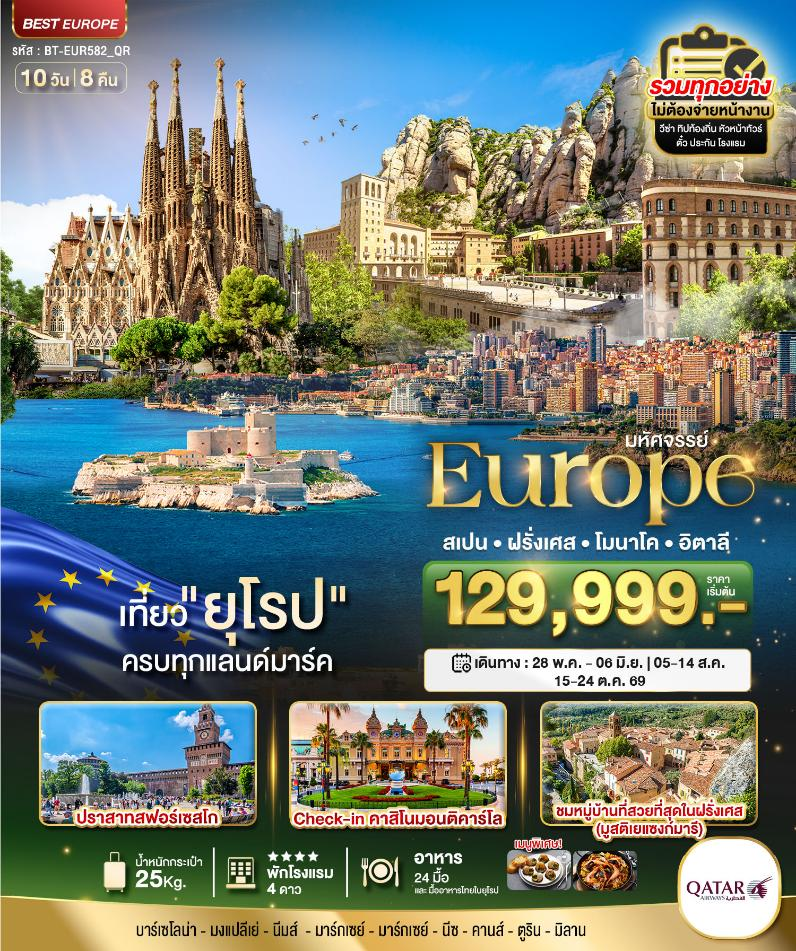 BEST EUROPE
รหัส : BT-EUR582_QR
10 วัน | 8 คืน
รวมทุกอย่าง
ไม่ต้องจ่ายหน้างาน
วีซ่า ทิปท้องถิ่น หัวหน้าทัวร์
ตั๋ว ประกัน โรงแรม
มหัศจรรย์
Europe
สเปน • ฝรั่งเศส • โมนาโค • อิตาลี
129,999.-
ราคา
เริ่มต้น
เที่ยว "ยุโรป"
ครบทุกแลนด์มาร์ค
เดินทาง : 28 พ.ค. - 06 มิ.ย. | 05-14 ส.ค.
15-24 ต.ค. 69
ปราสาทสฟอร์เซสโก
Check-in คาสิโนมอนติคาร์โล
ชมหมู่บ้านที่สวยที่สุดในฝรั่งเศส
(มูสติเยแซงก์มารี)
น้ำหนักกระเป๋า
25Kg.
พักโรงแรม
4 ดาว
อาหาร
24 มื้อ
และ มื้ออาหารไทยในยุโรป
เมนูพิเศษ!
QATAR
AIRWAYS القطرية
บาร์เซโลน่า - มงแปลีเย่ - นีมส์ - มาร์กเซย์ - มาร์กเซย์ - นีซ - คานส์ - ตูริน - มิลาน